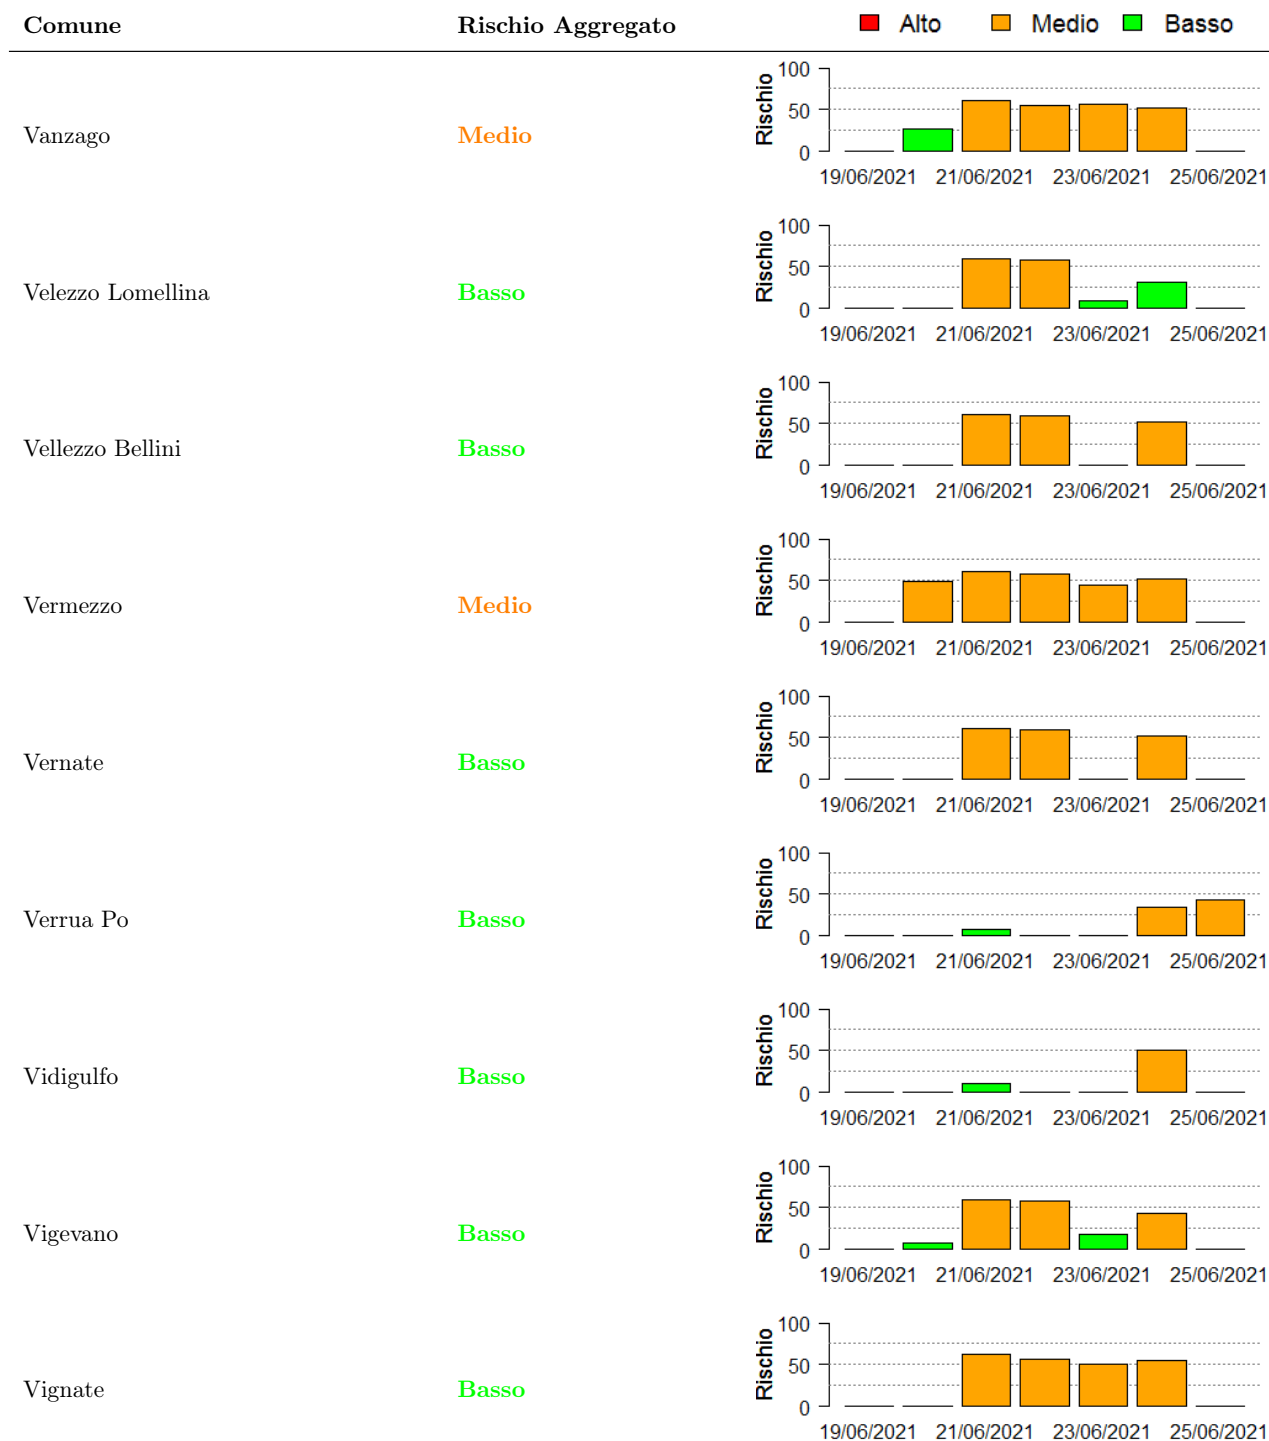 Comune Rischio Aggregato Alto Medio Basso
Vanzago Medio
Rischio
100
50
0
19/06/2021 21/06/2021 23/06/2021 25/06/2021
Velezzo Lomellina Basso
Rischio
100
50
0
19/06/2021 21/06/2021 23/06/2021 25/06/2021
Vellezzo Bellini Basso
Rischio
100
50
0
19/06/2021 21/06/2021 23/06/2021 25/06/2021
Vermezzo Medio
Rischio
100
50
0
19/06/2021 21/06/2021 23/06/2021 25/06/2021
Vernate Basso
Rischio
100
50
0
19/06/2021 21/06/2021 23/06/2021 25/06/2021
Verrua Po Basso
Rischio
100
50
0
19/06/2021 21/06/2021 23/06/2021 25/06/2021
Vidigulfo Basso
Rischio
100
50
0
19/06/2021 21/06/2021 23/06/2021 25/06/2021
Vigevano Basso
Rischio
100
50
0
19/06/2021 21/06/2021 23/06/2021 25/06/2021
Vignate Basso
Rischio
100
50
0
19/06/2021 21/06/2021 23/06/2021 25/06/2021